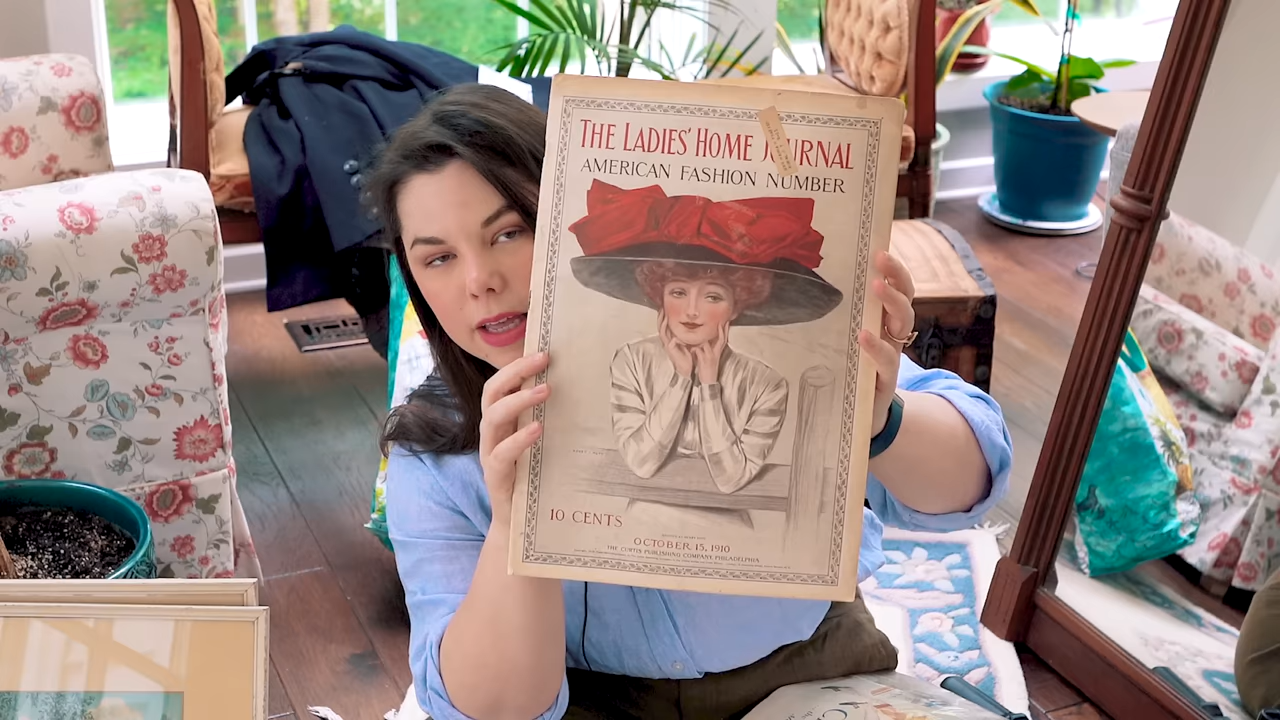 THE LADIES' HOME JOURNAL
AMERICAN FASHION NUMBER
10 CENTS
OCTOBER 15, 1910
THE CURTIS PUBLISHING COMPANY, PHILADELPHIA